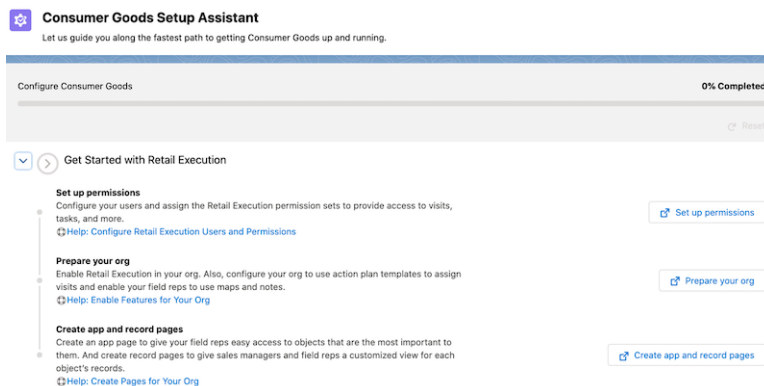 Consumer Goods Setup Assistant
Let us guide you along the fastest path to getting Consumer Goods up and running.
Configure Consumer Goods
0% Completed
Reset
Get Started with Retail Execution
Set up permissions
Configure your users and assign the Retail Execution permission sets to provide access to visits,
tasks, and more.
Set up permissions
Help: Configure Retail Execution Users and Permissions
Prepare your org
Enable Retail Execution in your org. Also, configure your org to use action plan templates to assign
visits and enable your field reps to use maps and notes.
Prepare your org
Help: Enable Features for Your Org
Create app and record pages
Create an app page to give your field reps easy access to objects that are the most important to
them. And create record pages to give sales managers and field reps a customized view for each
object's records.
Create app and record pages
Help: Create Pages for Your Org